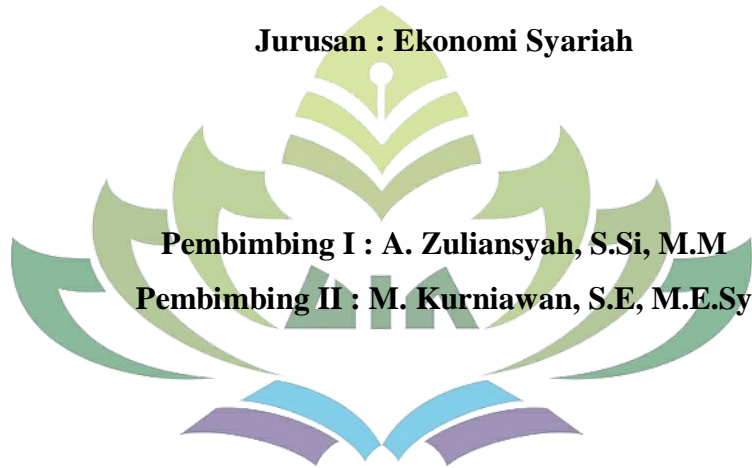 Jurusan : Ekonomi Syariah
Pembimbing I : A. Zuliansyah, S.Si, M.M
Pembimbing II : M. Kurniawan, S.E, M.E.Sy